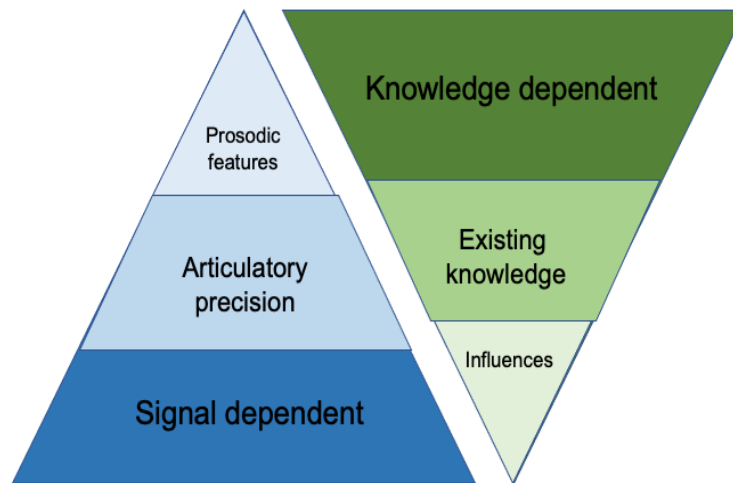 Prosodic
features
Articulatory
precision
Signal dependent
Knowledge dependent
Existing
knowledge
Influences